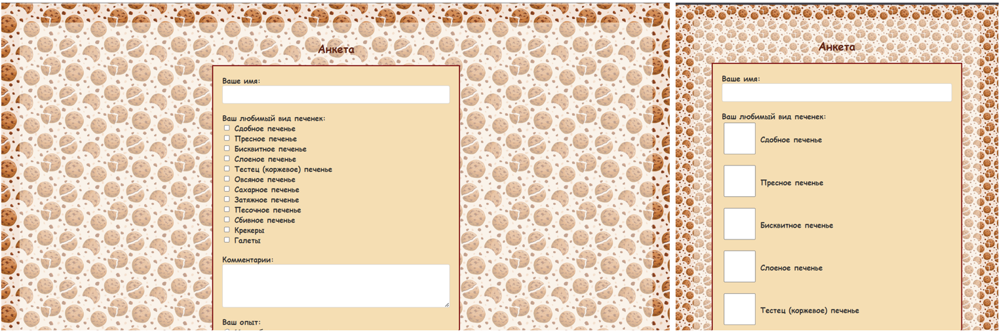 Анкета
Ваше имя:
Ваш любимый вид печенек:
Сдобное печенье
Пресное печенье
Бисквитное печенье
Слоеное печенье
Тестец (коржевое) печенье
Овсяное печенье
Сахарное печенье
Затяжное печенье
Песочное печенье
Сбивное печенье
Крекеры
Галеты
Комментарии:
Ваш опыт:
Анкета
Ваше имя:
Ваш любимый вид печенек:
Сдобное печенье
Пресное печенье
Бисквитное печенье
Слоеное печенье
Тестец (коржевое) печенье